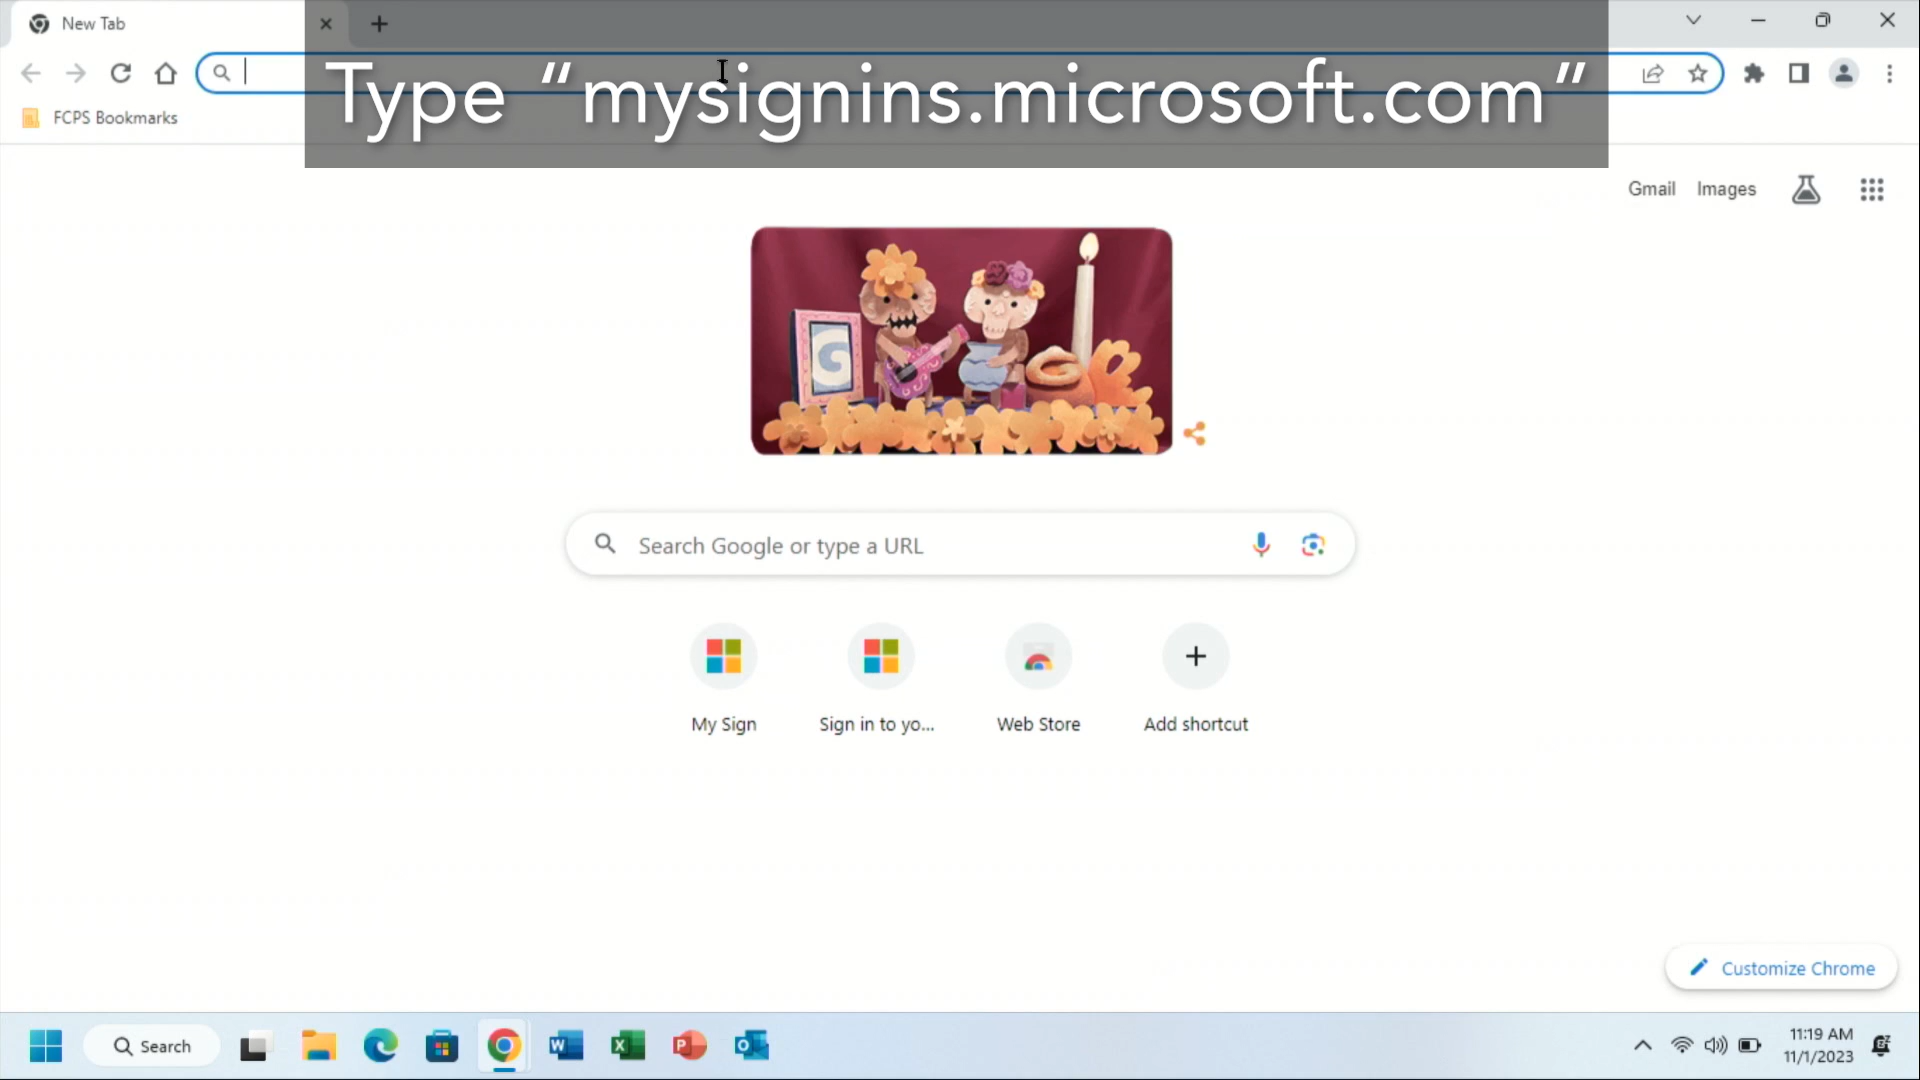 New Tab
Type “mysignins.microsoft.com”
FCPS Bookmarks
Gmail Images
G
Search Google or type a URL
My Sign
Sign in to yo...
Web Store
Add shortcut
Customize Chrome
Search
11:19 AM
11/1/2023